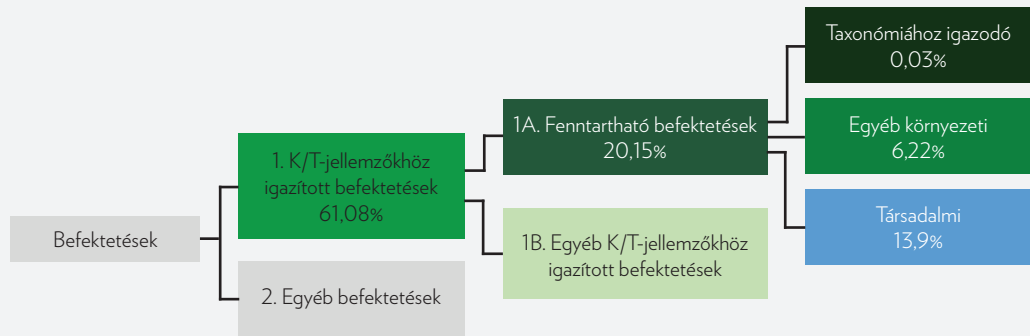 Befektetések
1. K/T-jellemzőkhöz
igazított befektetések
61,08%
2. Egyéb befektetések
1A. Fenntartható befektetések
20,15%
1B. Egyéb K/T-jellemzőkhöz
igazított befektetések
Taxonómiához igazodó
0,03%
Egyéb környezeti
6,22%
Társadalmi
13,9%